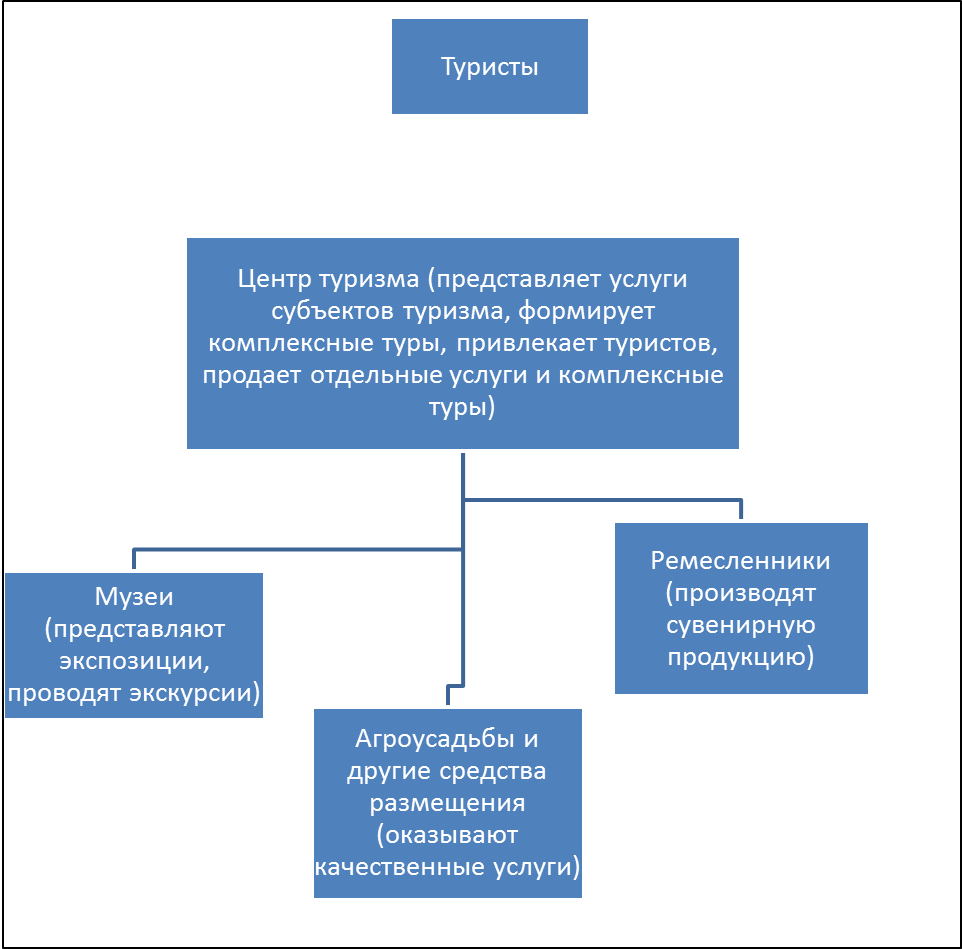 Туристы
Центр туризма (представляет услуги
субъектов туризма, формирует
комплексные туры, привлекает туристов,
продает отдельные услуги и комплексные
туры)
Ремесленники
(производят
сувенирную
продукцию)
Музеи
(представляют
экспозиции,
проводят экскурсии)
Агроусадьбы и
другие средства
размещения
(оказывают
качественные услуги)